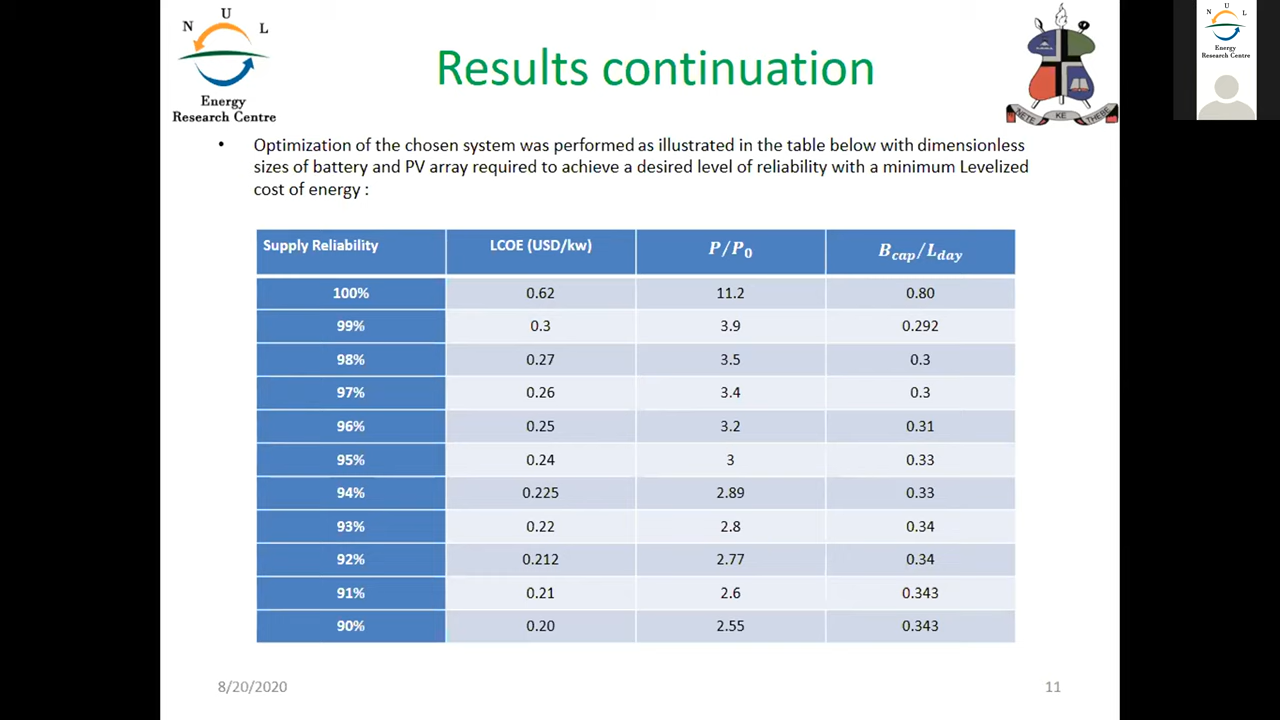 N U L
Energy
Research Centre
Results continuation
NETE KE THEBE
N U L
Energy
Research Centre
• Optimization of the chosen system was performed as illustrated in the table below with dimensionless
sizes of battery and PV array required to achieve a desired level of reliability with a minimum Levelized
cost of energy :
Supply Reliability LCOE (USD/kw) P/P0 Bcap/Lday
100% 0.62 11.2 0.80
99% 0.3 3.9 0.292
98% 0.27 3.5 0.3
97% 0.26 3.4 0.3
96% 0.25 3.2 0.31
95% 0.24 3 0.33
94% 0.225 2.89 0.33
93% 0.22 2.8 0.34
92% 0.212 2.77 0.34
91% 0.21 2.6 0.343
90% 0.20 2.55 0.343
8/20/2020 11